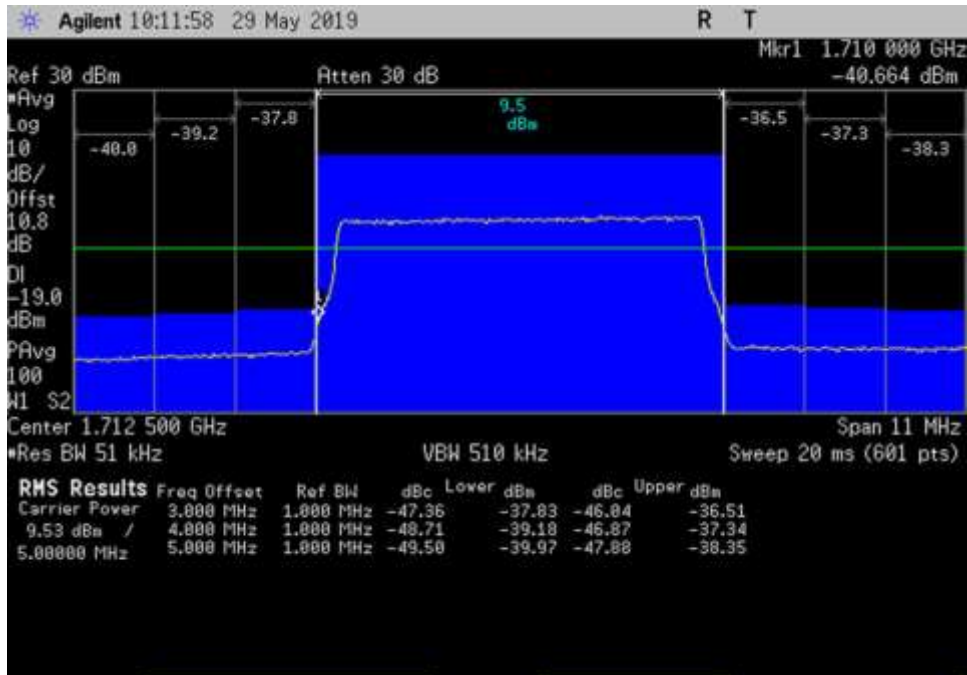 Agilent 10:11:58 29 May 2019 R T
Mkr1 1.710 000 GHz
Ref 30 dBm Atten 30 dB -40.664 dBm
#Avg
Log
10
dB/
Offst
10.8
dB
DI
-19.0
dBm
PAvg
100
W1 S2
-40.0 -39.2 -37.8 9.5 dBm -36.5 -37.3 -38.3
Center 1.712 500 GHz Span 11 MHz
#Res BW 51 kHz VBW 510 kHz Sweep 20 ms (601 pts)
RMS Results Freq Offset Ref BW dBc Lower dBm dBc Upper dBm
Carrier Power 3.000 MHz 1.000 MHz -47.36 -37.83 -46.04 -36.51
9.53 dBm / 4.000 MHz 1.000 MHz -48.71 -39.18 -46.87 -37.34
5.00000 MHz 5.000 MHz 1.000 MHz -49.50 -39.97 -47.88 -38.35